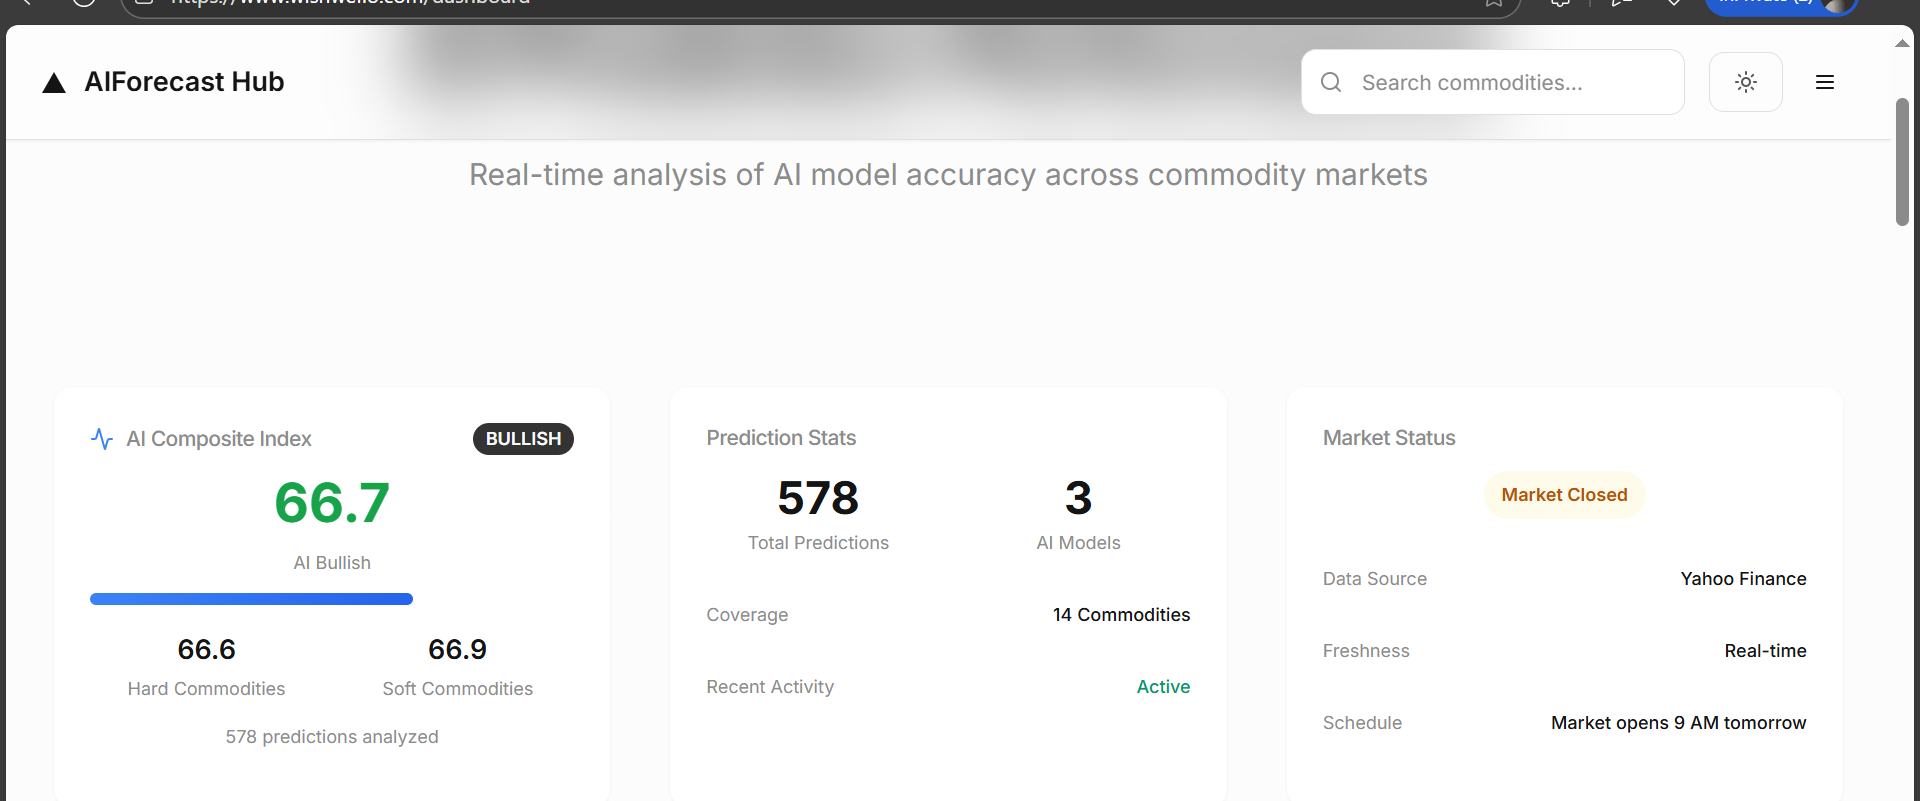 AIForecast Hub
Search commodities...
Real-time analysis of AI model accuracy across commodity markets
AI Composite Index
BULLISH
66.7
AI Bullish
66.6
66.9
Hard Commodities
Soft Commodities
578 predictions analyzed
Prediction Stats
578
3
Total Predictions
AI Models
Coverage
14 Commodities
Recent Activity
Active
Market Status
Market Closed
Data Source
Yahoo Finance
Freshness
Real-time
Schedule
Market opens 9 AM tomorrow